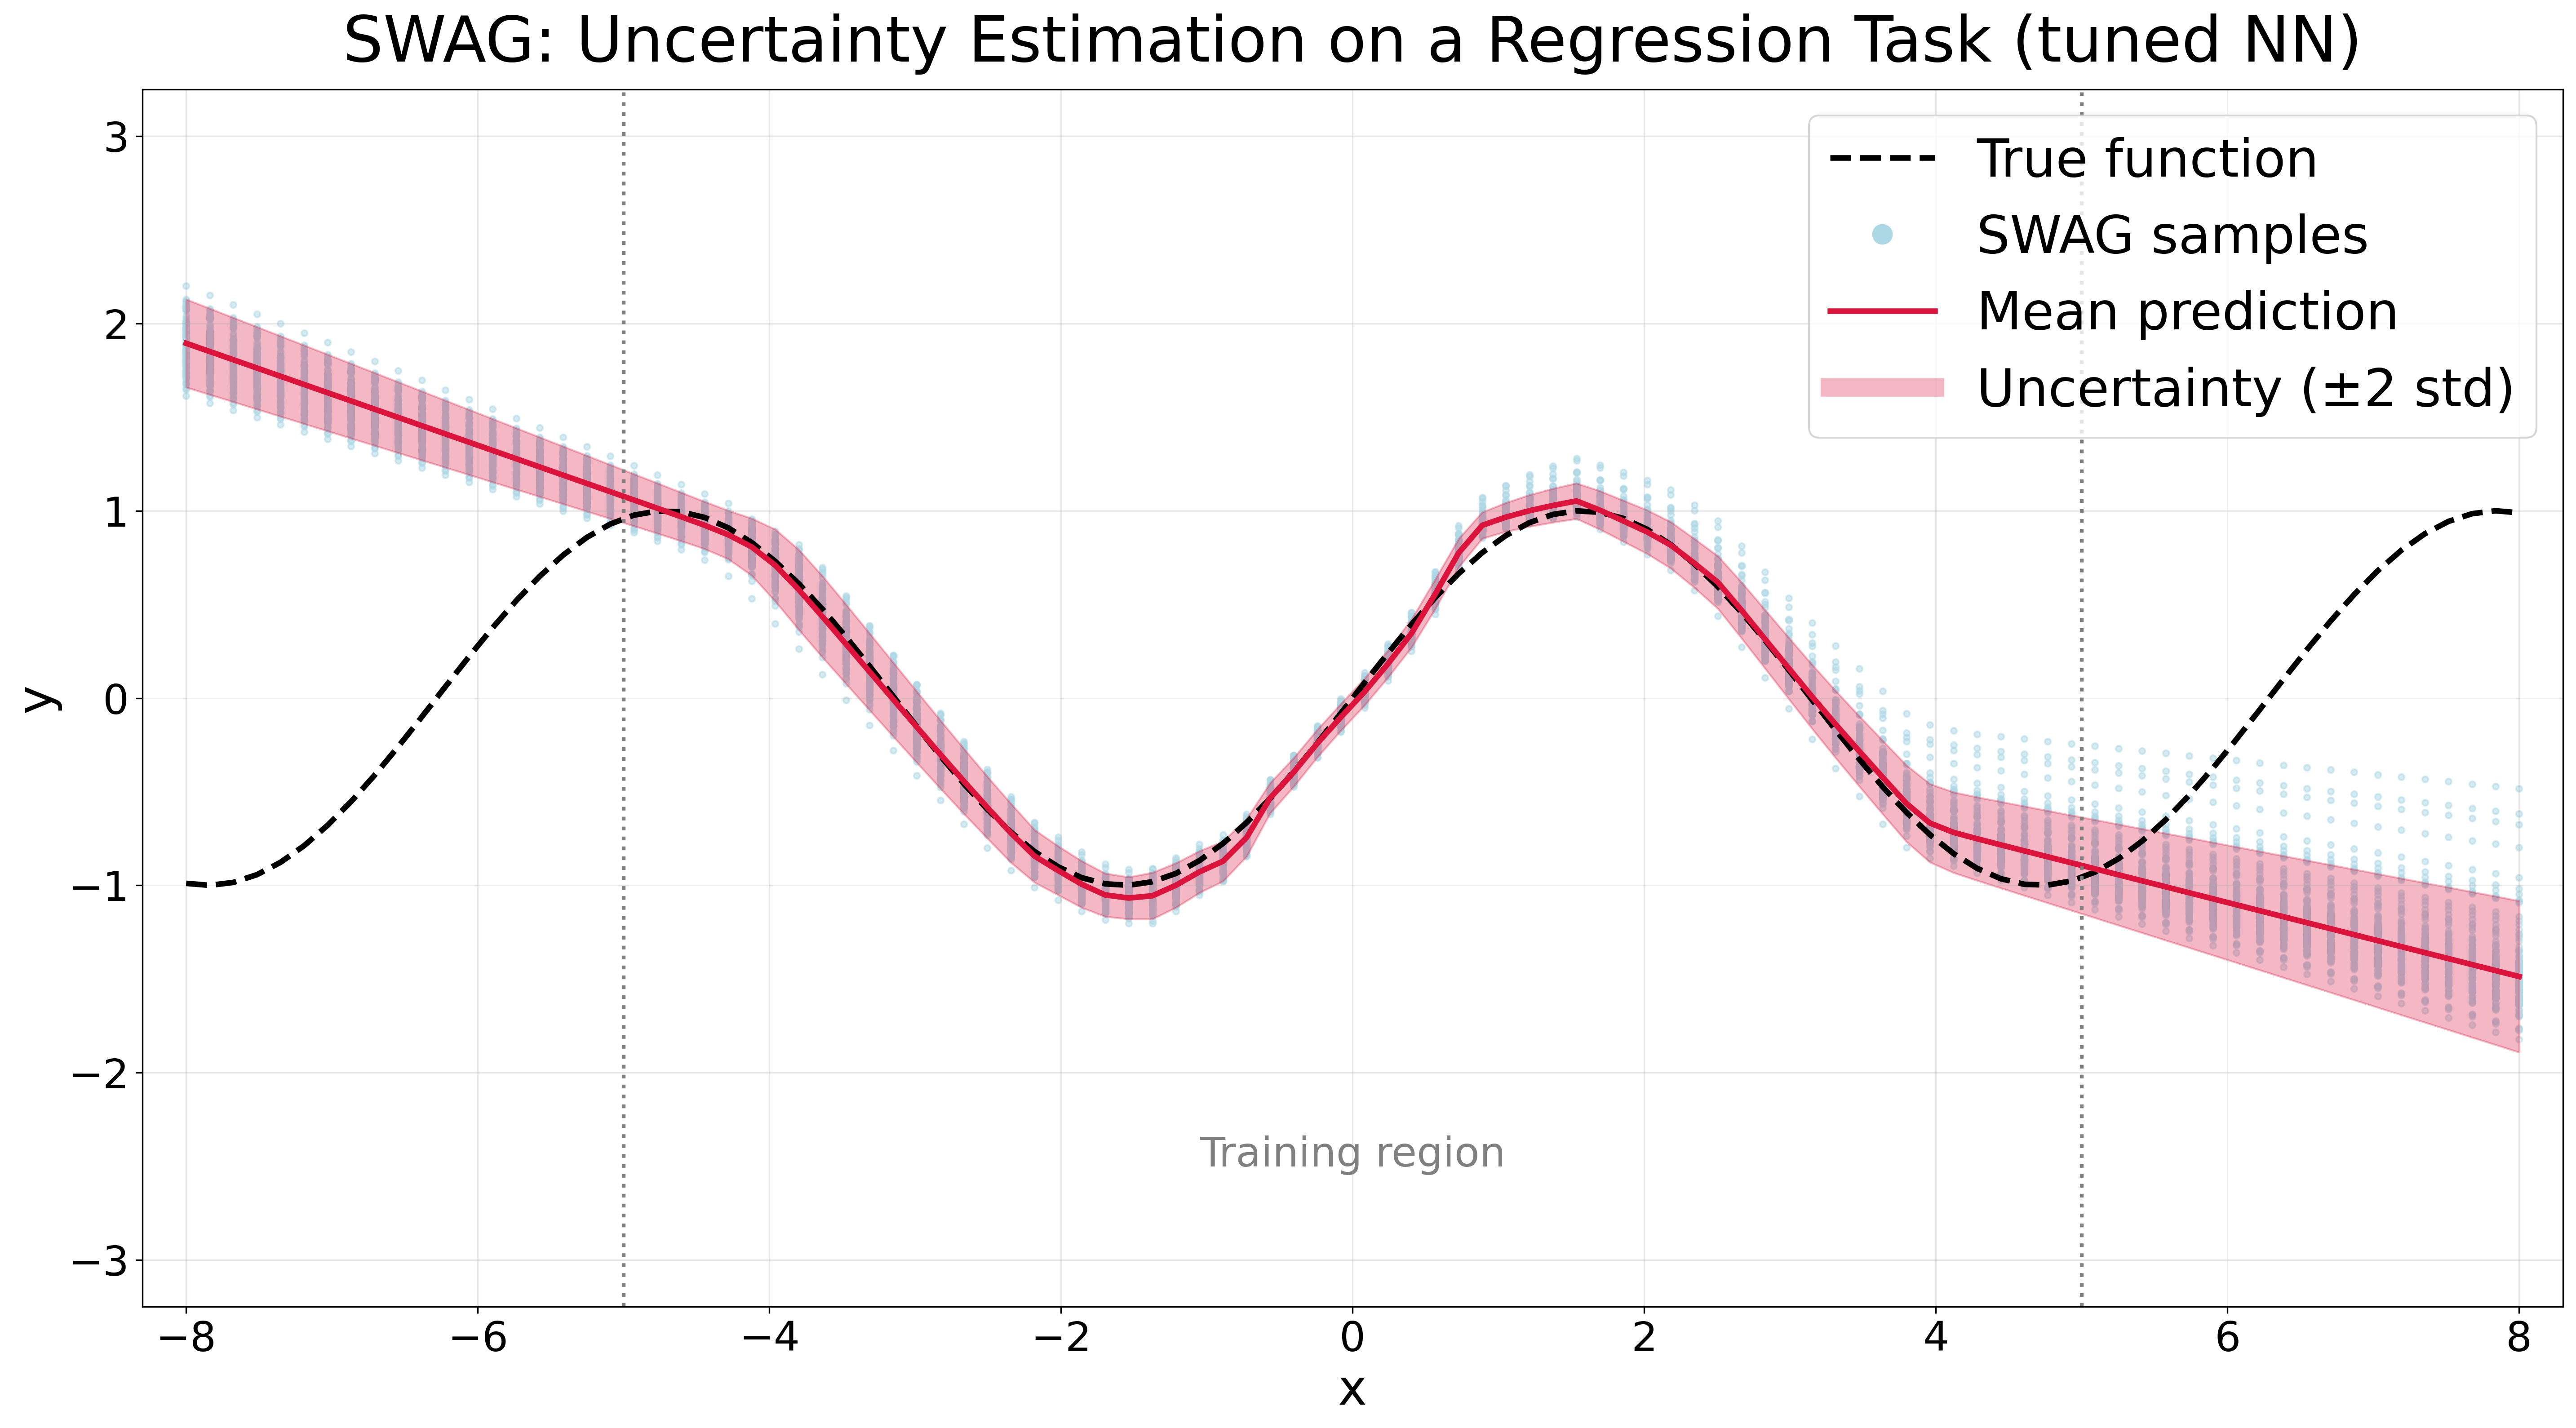 SWAG: Uncertainty Estimation on a Regression Task (tuned NN)
True function
SWAG samples
Mean prediction
Uncertainty (±2 std)
3
2
1
0
−1
−2
−3
y
Training region
−8 −6 −4 −2 0 2 4 6 8
x